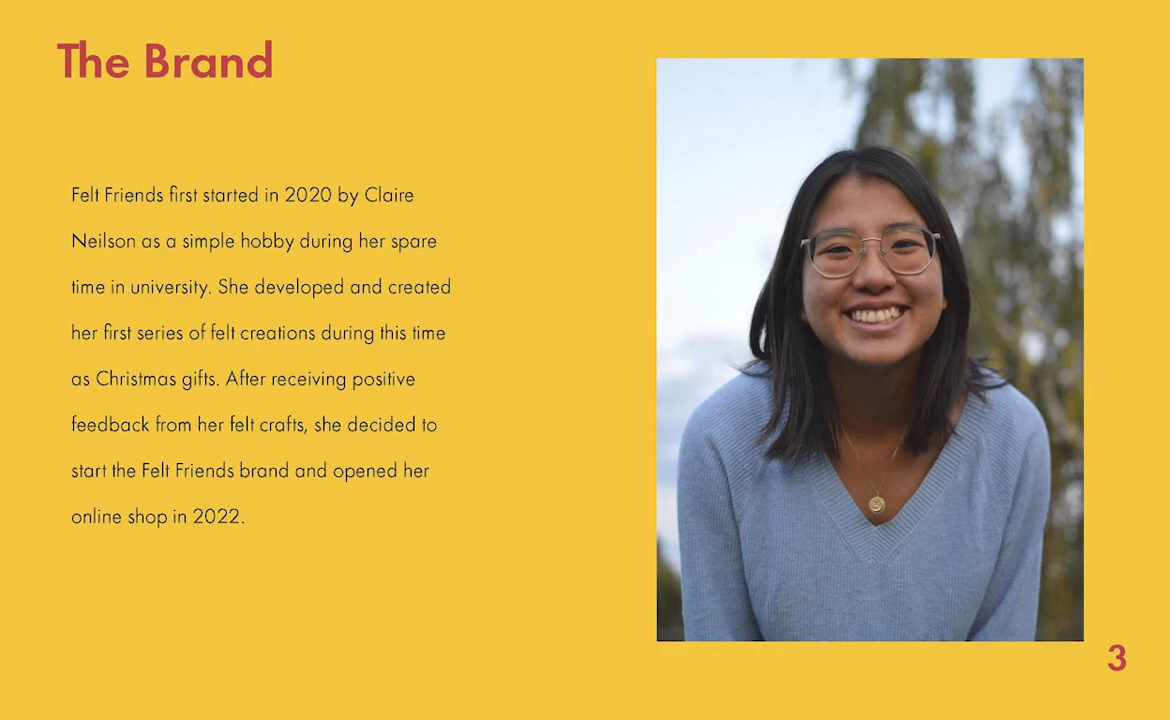 The Brand
Felt Friends first started in 2020 by Claire
Neilson as a simple hobby during her spare
time in university. She developed and created
her first series of felt creations during this time
as Christmas gifts. After receiving positive
feedback from her felt crafts, she decided to
start the Felt Friends brand and opened her
online shop in 2022.
3